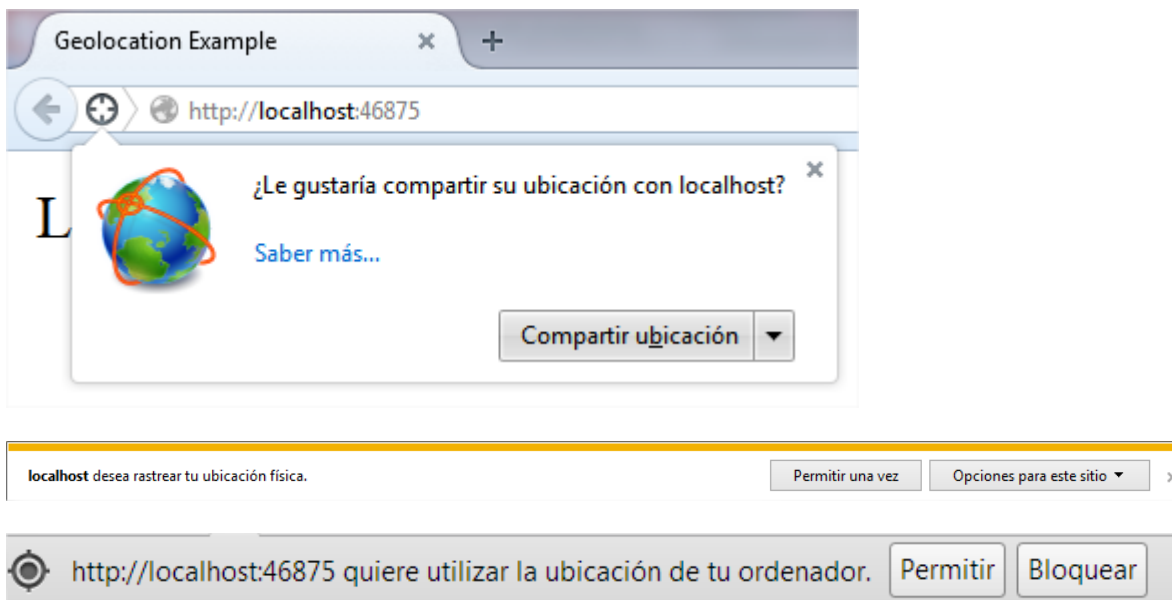 Geolocation Example
http://localhost:46875
L
¿Le gustaría compartir su ubicación con localhost?
Saber más...
Compartir ubicación
localhost desea rastrear tu ubicación física. Permitir una vez Opciones para este sitio
http://localhost:46875 quiere utilizar la ubicación de tu ordenador. Permitir Bloquear